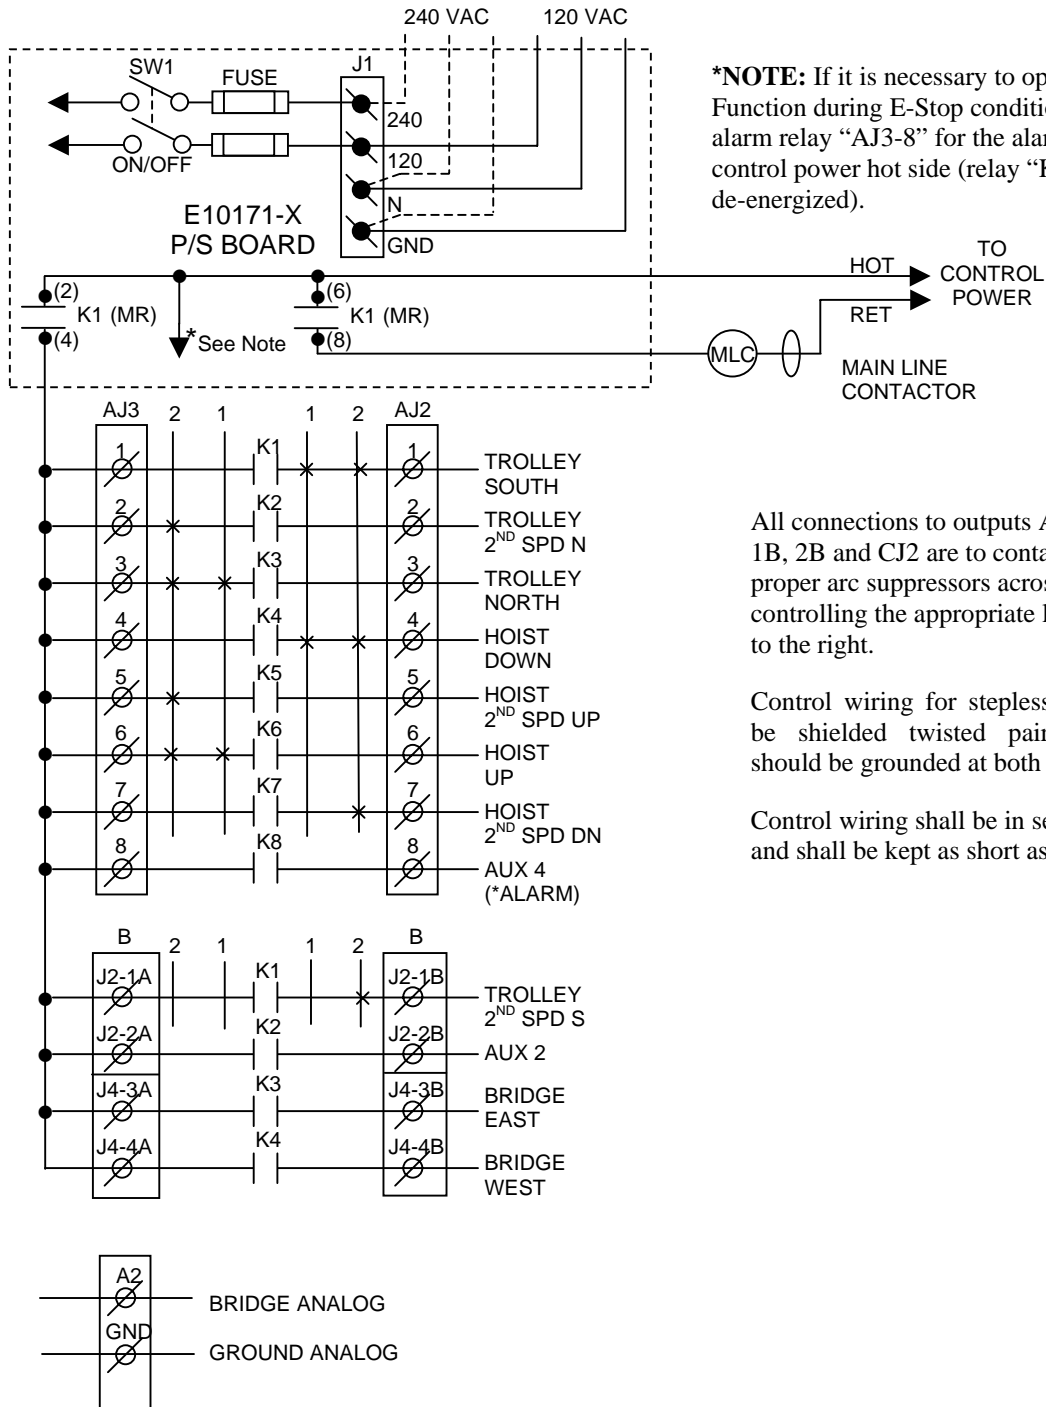 240 VAC 120 VAC
SW1
FUSE
J1
240
120
N
GND
ON/OFF
E10171-X
P/S BOARD
*NOTE: If it is necessary to op
Function during E-Stop conditi
alarm relay “AJ3-8” for the alar
control power hot side (relay “K
de-energized).
(2)
K1 (MR)
(4)
*See Note
(6)
K1 (MR)
(8)
HOT
RET
TO
CONTROL
POWER
MLC
MAIN LINE
CONTACTOR
AJ3 2 1 1 2 AJ2
1 K1 1 TROLLEY
SOUTH
2 K2 2 TROLLEY
2ND SPD N
3 K3 3 TROLLEY
NORTH
4 K4 4 HOIST
DOWN
5 K5 5 HOIST
2ND SPD UP
6 K6 6 HOIST
UP
7 K7 7 HOIST
2ND SPD DN
8 K8 8 AUX 4
(*ALARM)
All connections to outputs A
1B, 2B and CJ2 are to conta
proper arc suppressors acros
controlling the appropriate l
to the right.
Control wiring for stepless
be shielded twisted pair
should be grounded at both
Control wiring shall be in se
and shall be kept as short as
B 2 1 1 2 B
J2-1A K1 J2-1B TROLLEY
2ND SPD S
J2-2A K2 J2-2B AUX 2
J4-3A K3 J4-3B BRIDGE
EAST
J4-4A K4 J4-4B BRIDGE
WEST
A2 BRIDGE ANALOG
GND GROUND ANALOG